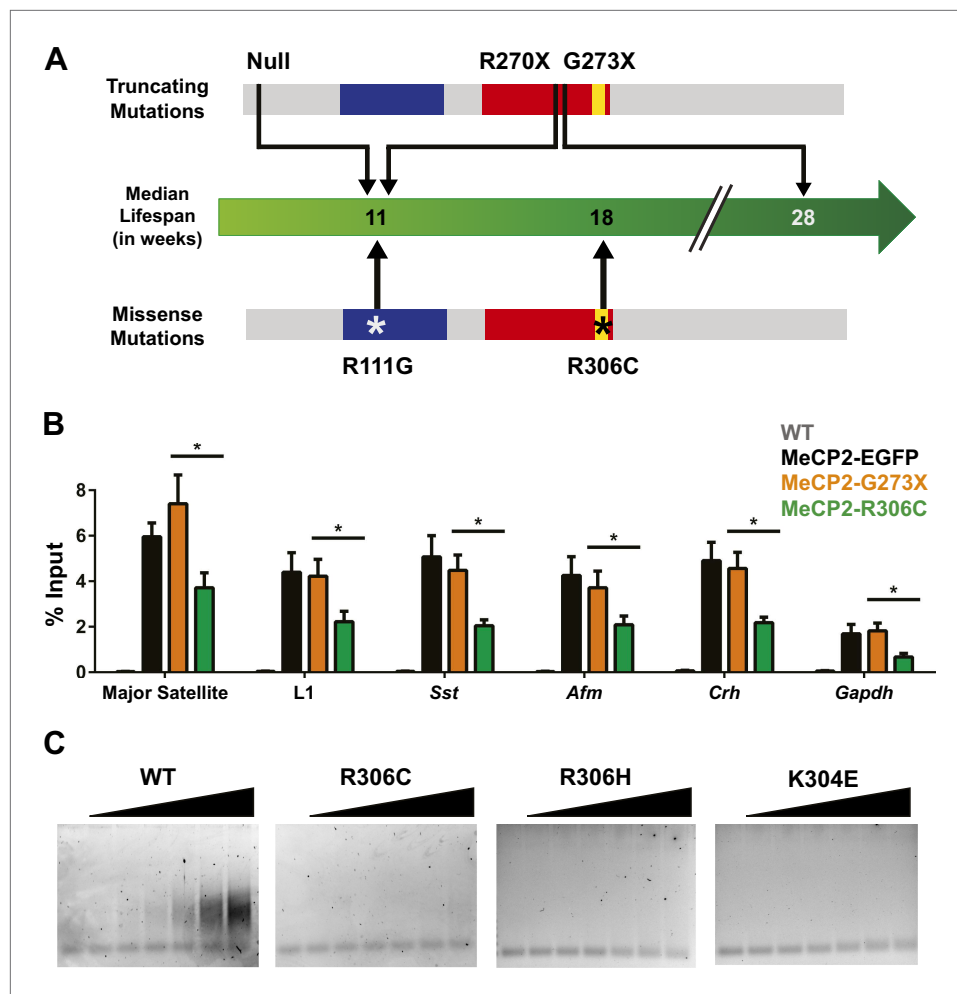 A
Null
R270X G273X
Truncating
Mutations
Median
Lifespan
(in weeks)
11
18
28
Missense
Mutations
*
*
R111G
R306C
B
WT
MeCP2-EGFP
MeCP2-G273X
MeCP2-R306C
% Input
8
6
4
2
0
*
*
*
*
*
*
Major Satellite
L1
Sst
Afm
Crh
Gapdh
C
WT
R306C
R306H
K304E